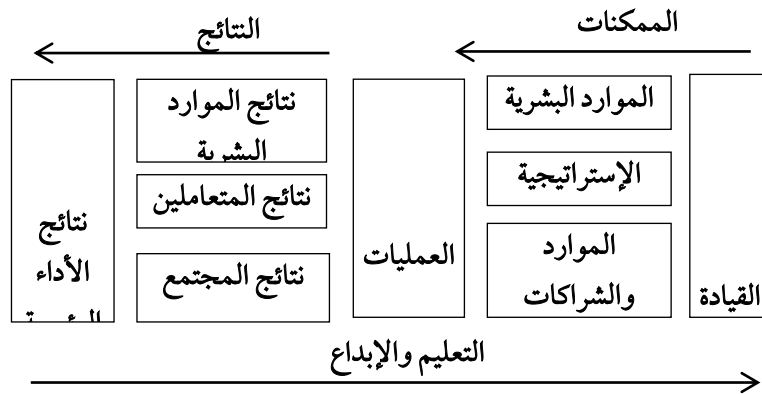 الممكنات
النتائج
القيادة
الموارد البشرية
الإستراتيجية
الموارد
والشراكات
العمليات
نتائج الموارد
البشرية
نتائج المتعاملين
نتائج المجتمع
نتائج
الأداء
التعليم والإبداع